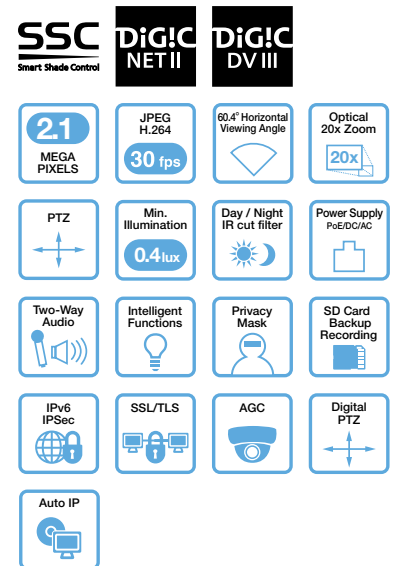 SSC
Smart Shade Control
DiG!C
NET II
DiG!C
DV III
2.1
MEGA
PIXELS
JPEG
H.264
30 fps
60.4° Horizontal
Viewing Angle
Optical
20x Zoom
20x
PTZ
Min.
Illumination
0.4 lux
Day / Night
IR cut filter
Power Supply
PoE/DC/AC
Two-Way
Audio
Intelligent
Functions
Privacy
Mask
SD Card
Backup
Recording
IPv6
IPSec
SSL/TLS
AGC
Digital
PTZ
Auto IP